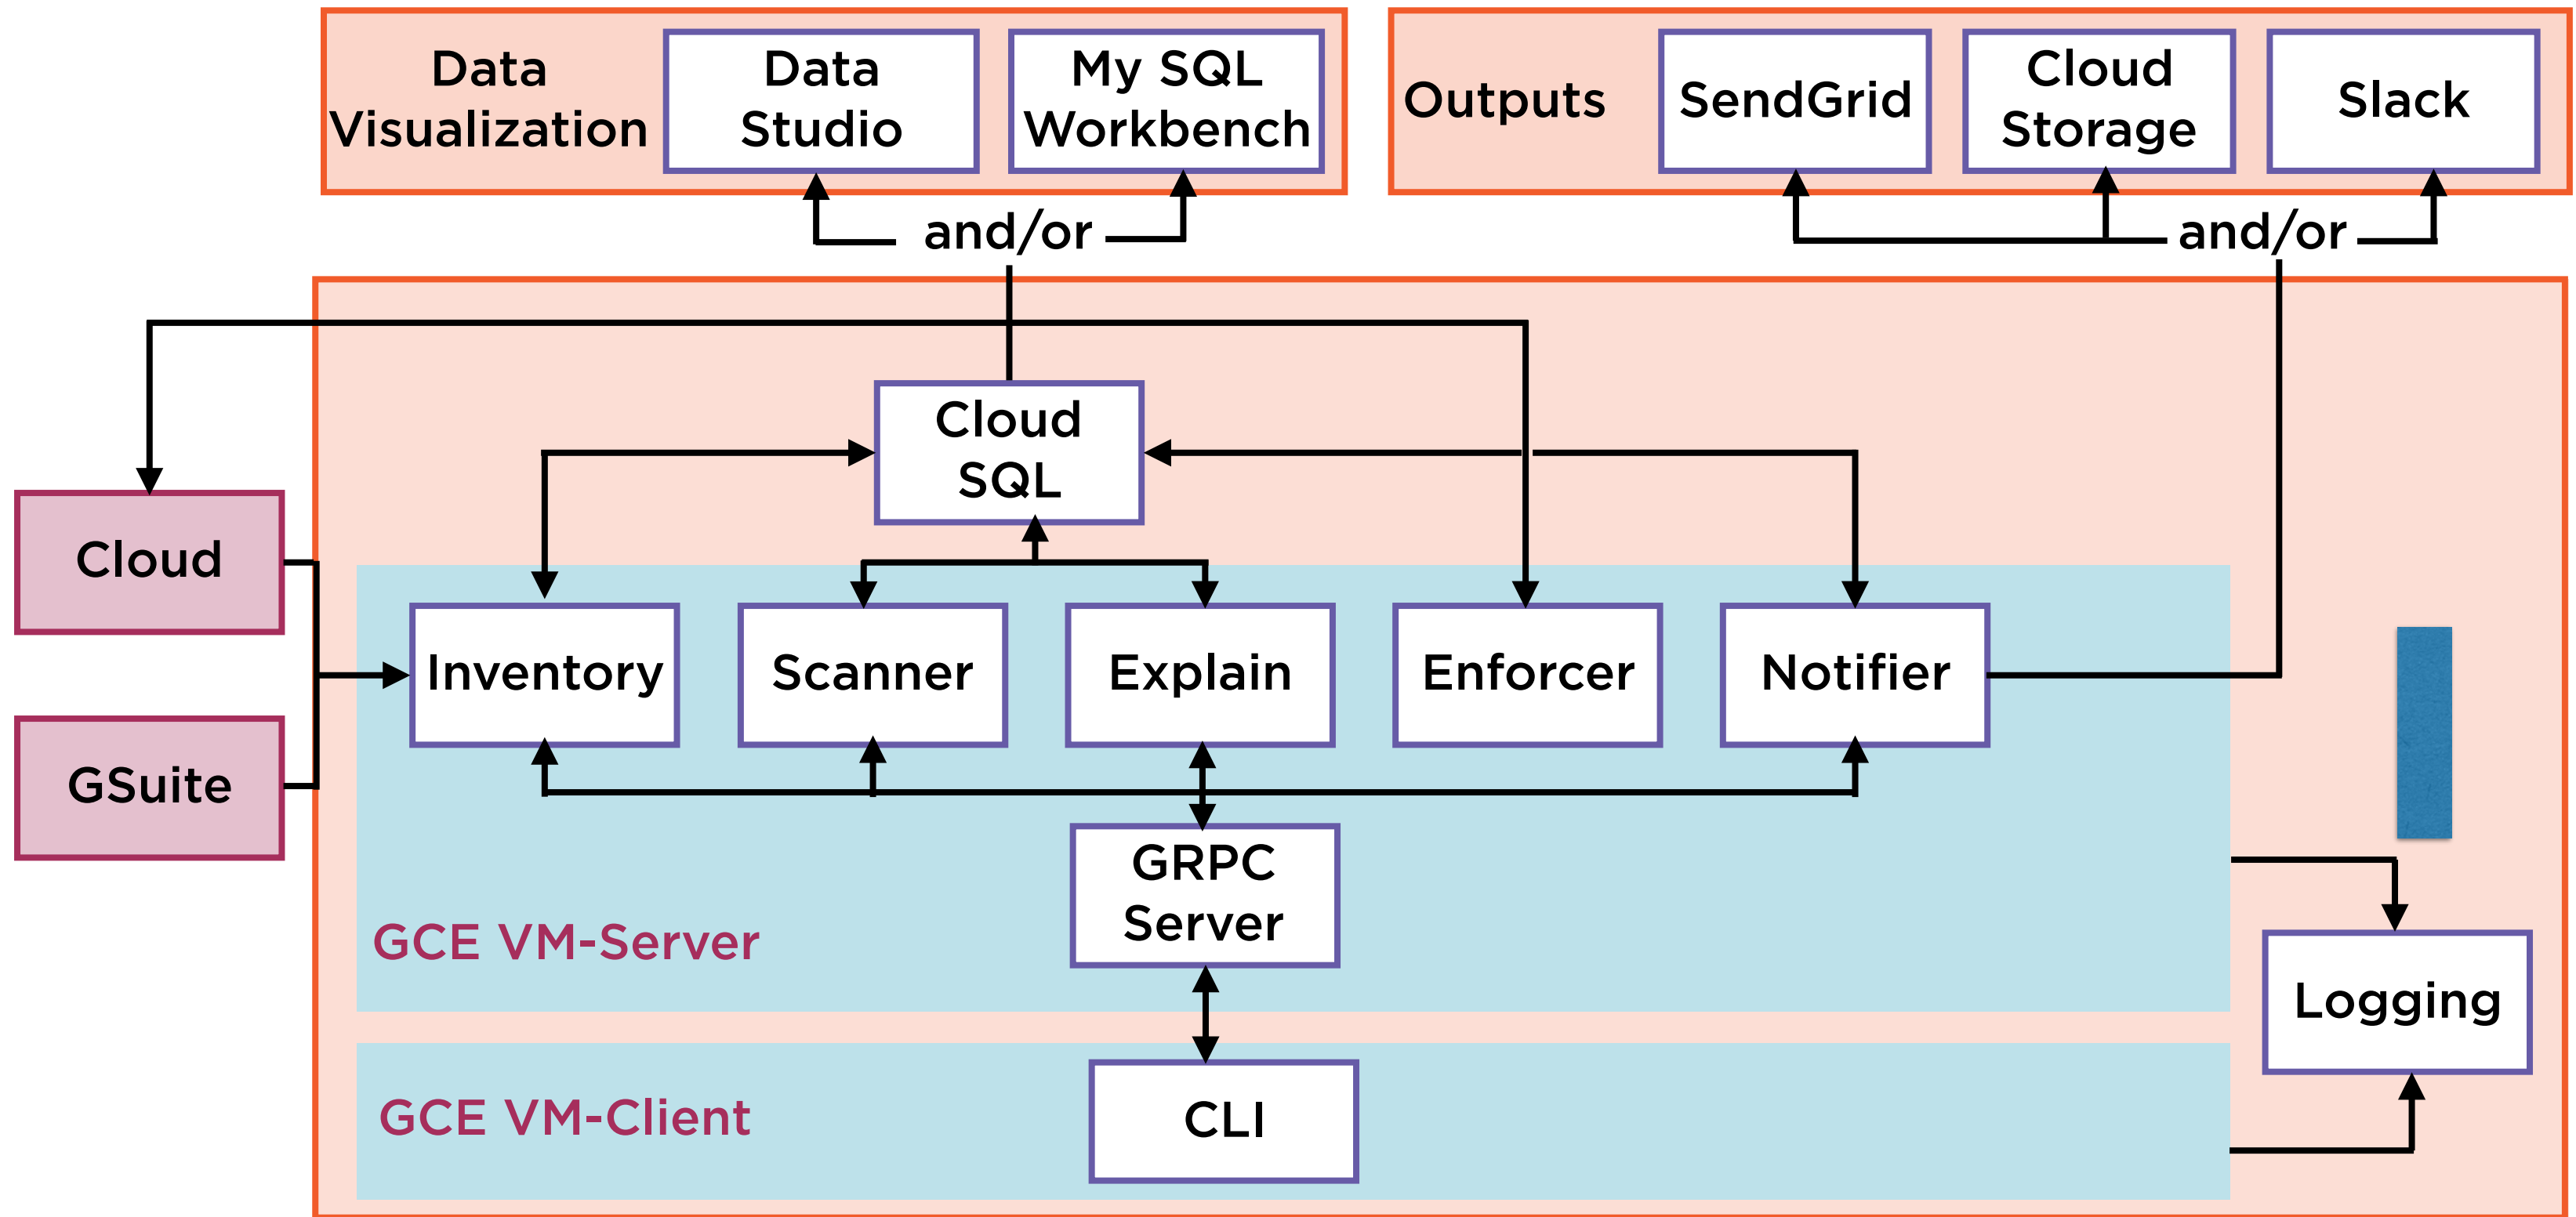 Data
Visualization
Data
Studio
My SQL
Workbench
Outputs
SendGrid
Cloud
Storage
Slack
and/or
and/or
Cloud
SQL
Cloud
GSuite
Inventory
Scanner
Explain
Enforcer
Notifier
GRPC
Server
GCE VM-Server
Logging
GCE VM-Client
CLI